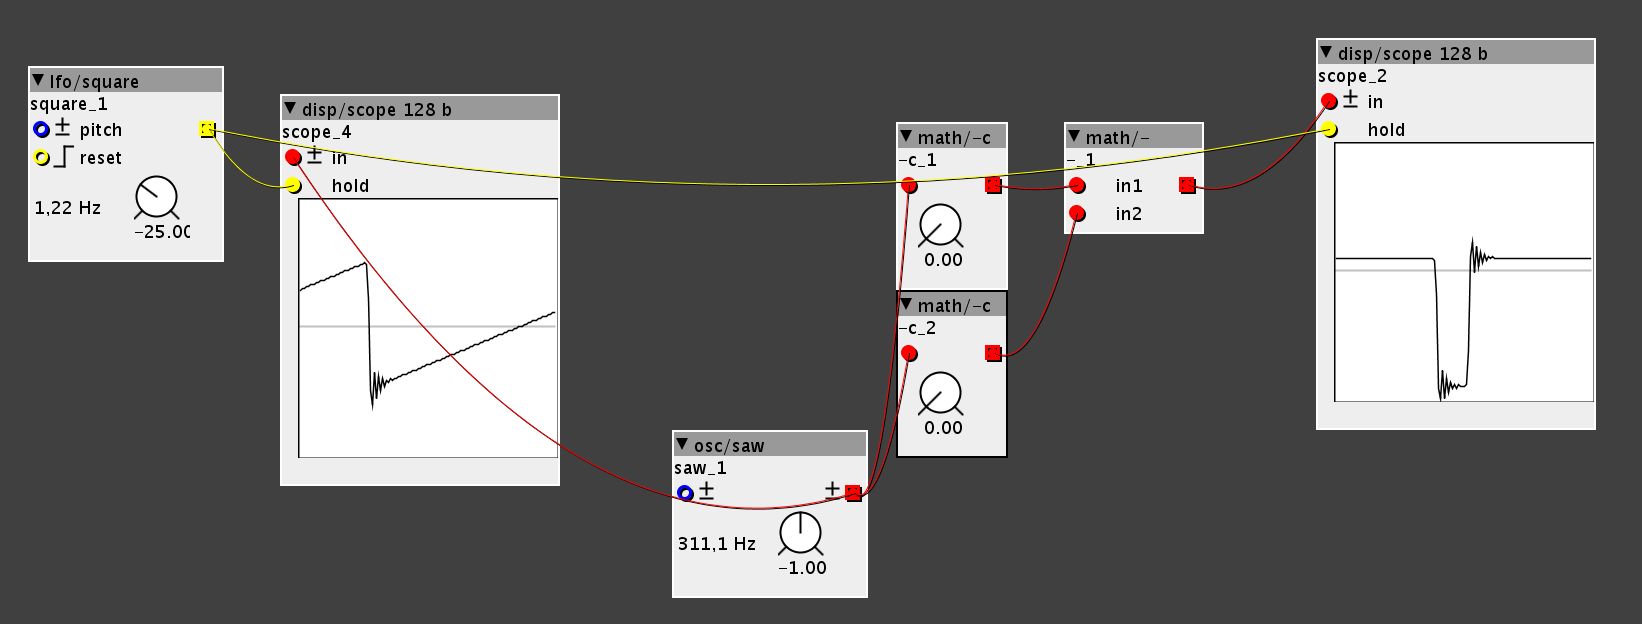 lfo/square
square_1
pitch
reset
1,22 Hz
-25.00
disp/scope 128 b
scope_4
in
hold
osc/saw
saw_1
311,1 Hz
-1.00
math/-c
-c_1
0.00
math/-c
-c_2
0.00
math/-
-_1
in1
in2
disp/scope 128 b
scope_2
in
hold